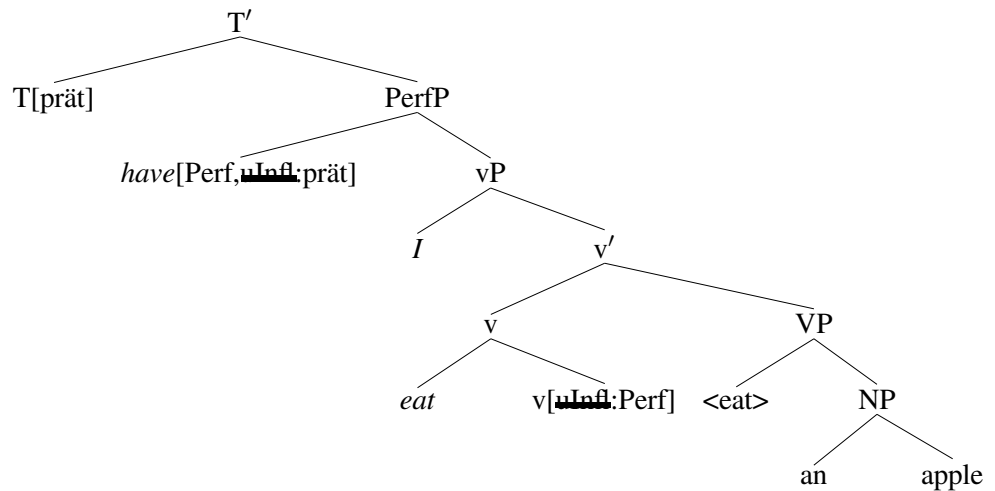 T′
T[prät] PerfP
have[Perf,uInfl:prät] vP
I v′
v VP
eat v[uInfl:Perf] <eat> NP
an apple